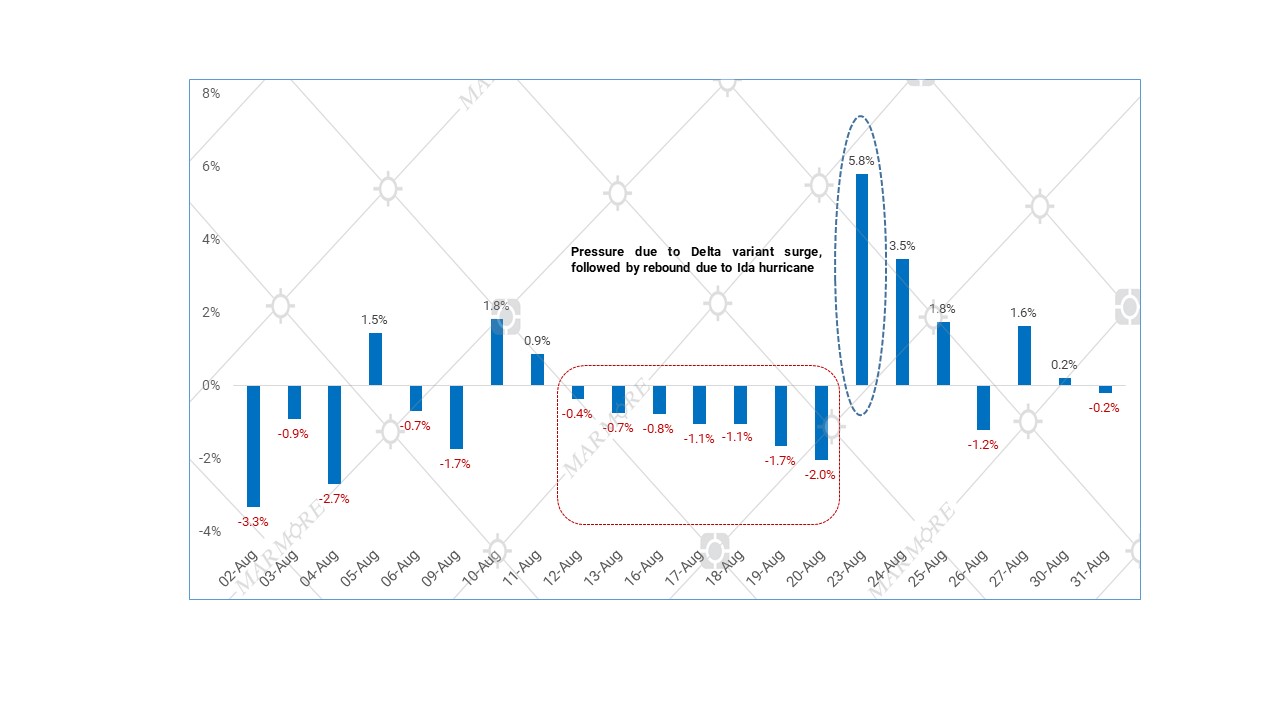 8%
6%
4%
2%
0%
-2%
-4%
Pressure due to Delta variant surge,
followed by rebound due to Ida hurricane
-3.3%
-0.9%
-2.7%
1.5%
-0.7%
-1.7%
1.8%
0.9%
-0.4%
-0.7%
-0.8%
-1.1%
-1.1%
-1.7%
-2.0%
5.8%
3.5%
1.8%
-1.2%
1.6%
0.2%
-0.2%
02-Aug
03-Aug
04-Aug
05-Aug
06-Aug
09-Aug
10-Aug
11-Aug
12-Aug
13-Aug
16-Aug
17-Aug
18-Aug
19-Aug
20-Aug
23-Aug
24-Aug
25-Aug
26-Aug
27-Aug
30-Aug
31-Aug
MA
MARMORE
MARMORE
MARMORE